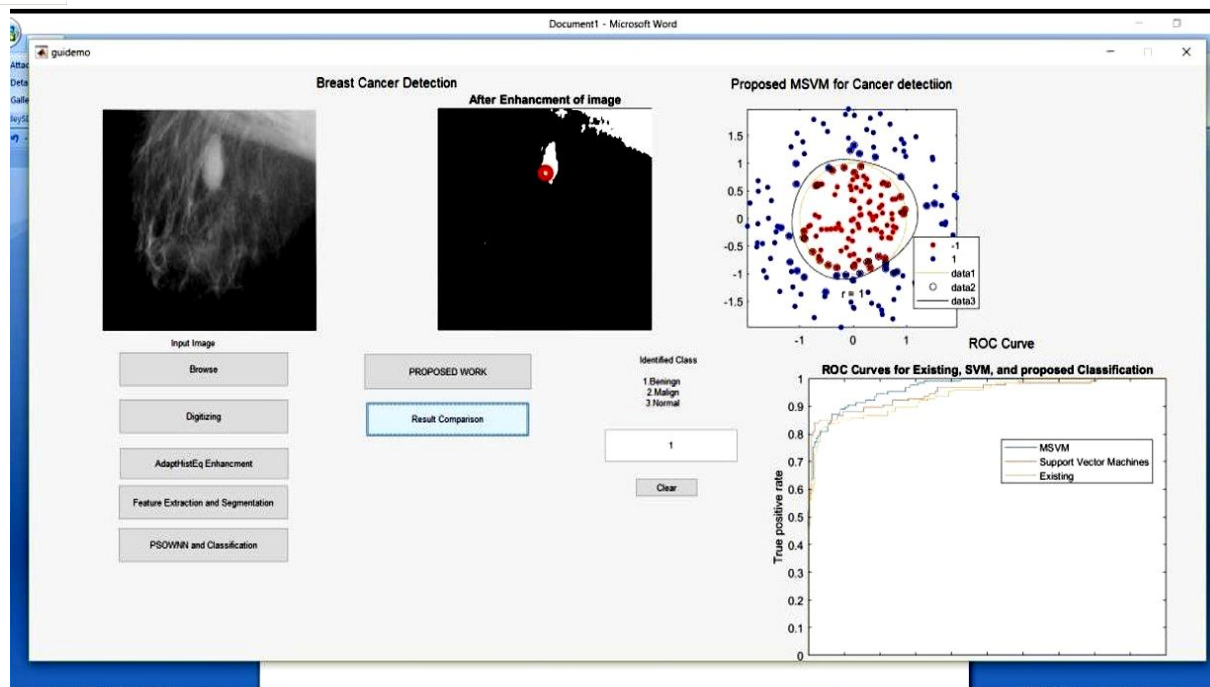 Document1 - Microsoft Word
guidemo
Breast Cancer Detection
After Enhancment of image
Proposed MSVM for Cancer detectiion
1.5
1
0.5
0
-0.5
-1
-1.5
-1
0
1
r = 1
-1
1
data1
data2
data3
Input Image
Browse
Digitizing
AdaptHistEq Enhancment
Feature Extraction and Segmentation
PSOWNN and Classification
PROPOSED WORK
Result Comparison
Identified Class
1.Beningn
2.Malign
3.Normal
1
Clear
ROC Curve
ROC Curves for Existing, SVM, and proposed Classification
True positive rate
1
0.9
0.8
0.7
0.6
0.5
0.4
0.3
0.2
0.1
0
MSVM
Support Vector Machines
Existing